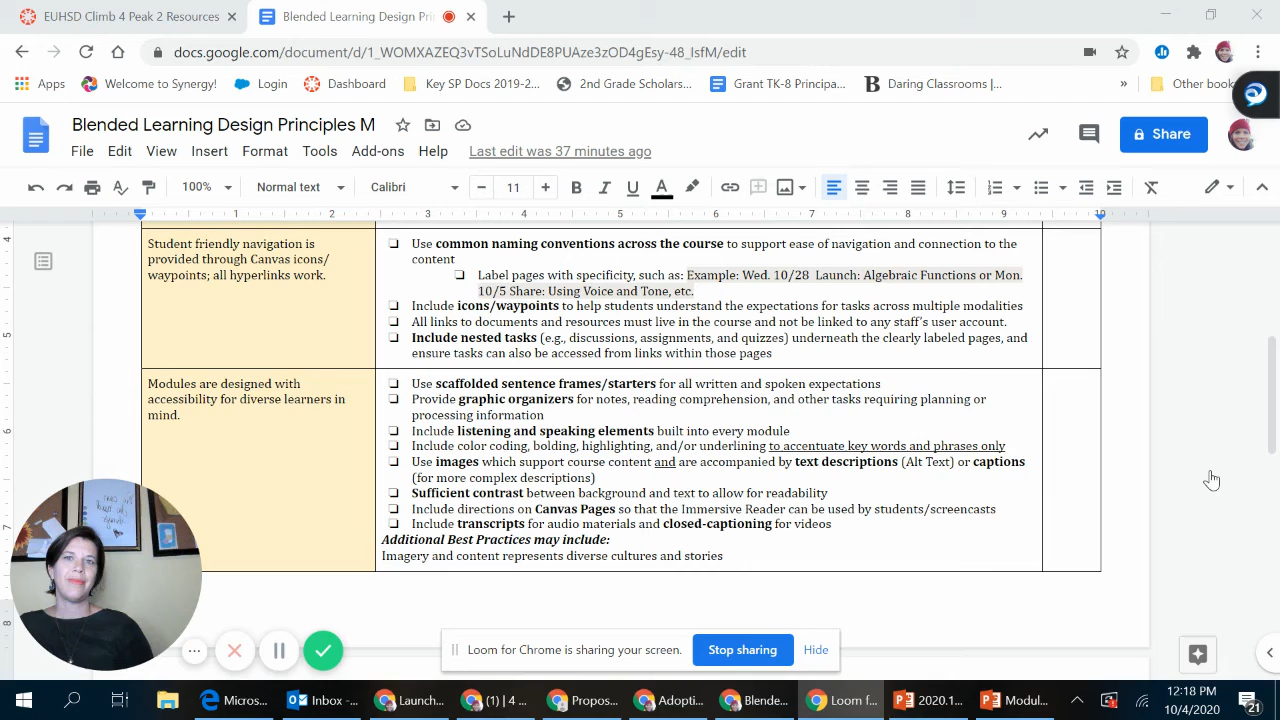 EUHSD Climb 4 Peak 2 Resources
Blended Learning Design Prin
docs.google.com/document/d/1_WOMXAZEQ3vTSoLuNdDE8PUAze3zOD4gEsy-48_IsfM/edit
Apps
Welcome to Synergy!
Login
Dashboard
Key SP Docs 2019-2...
2nd Grade Scholars...
Grant TK-8 Principa...
Daring Classrooms |...
»
Other book
Blended Learning Design Principles M
Share
File Edit View Insert Format Tools Add-ons Help Last edit was 37 minutes ago
100% Normal text Calibri 11 B I U A
1 2 3 4 5 6 7 8 9 10
4
5
6
7
8
Student friendly navigation is
provided through Canvas icons/
waypoints; all hyperlinks work.
Use common naming conventions across the course to support ease of navigation and connection to the
content
Label pages with specificity, such as: Example: Wed. 10/28 Launch: Algebraic Functions or Mon.
10/5 Share: Using Voice and Tone, etc.
Include icons/waypoints to help students understand the expectations for tasks across multiple modalities
All links to documents and resources must live in the course and not be linked to any staff's user account.
Include nested tasks (e.g., discussions, assignments, and quizzes) underneath the clearly labeled pages, and
ensure tasks can also be accessed from links within those pages
Modules are designed with
accessibility for diverse learners in
mind.
Use scaffolded sentence frames/starters for all written and spoken expectations
Provide graphic organizers for notes, reading comprehension, and other tasks requiring planning or
processing information
Include listening and speaking elements built into every module
Include color coding, bolding, highlighting, and/or underlining to accentuate key words and phrases only
Use images which support course content and are accompanied by text descriptions (Alt Text) or captions
(for more complex descriptions)
Sufficient contrast between background and text to allow for readability
Include directions on Canvas Pages so that the Immersive Reader can be used by students/screencasts
Include transcripts for audio materials and closed-captioning for videos
Additional Best Practices may include:
Imagery and content represents diverse cultures and stories
Loom for Chrome is sharing your screen.
Stop sharing
Hide
Micros...
Inbox -...
Launch...
(1) | 4 ...
Propos...
Adopti...
Blende...
Loom f...
2020.1...
Modul...
12:18 PM
10/4/2020
21